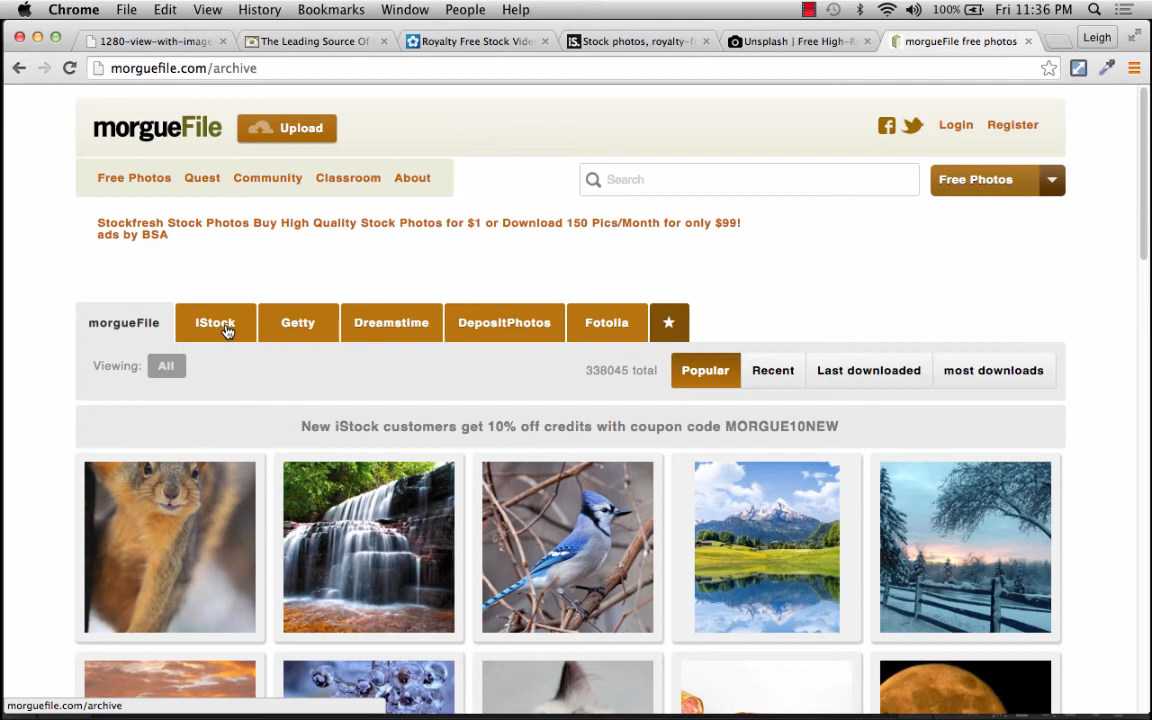 Chrome File Edit View History Bookmarks Window People Help 100% Fri 11:36 PM
1280-view-with-image
The Leading Source Of
Royalty Free Stock Vide
Stock photos, royalty-f
Unsplash | Free High-R
morgueFile free photos
Leigh
morguefile.com/archive
morgueFile Upload Login Register
Free Photos Quest Community Classroom About Search Free Photos
Stockfresh Stock Photos Buy High Quality Stock Photos for $1 or Download 150 Pics/Month for only $99!
ads by BSA
morgueFile iStock Getty Dreamstime DepositPhotos Fotolia
Viewing: All 338045 total Popular Recent Last downloaded most downloads
New iStock customers get 10% off credits with coupon code MORGUE10NEW
morguefile.com/archive